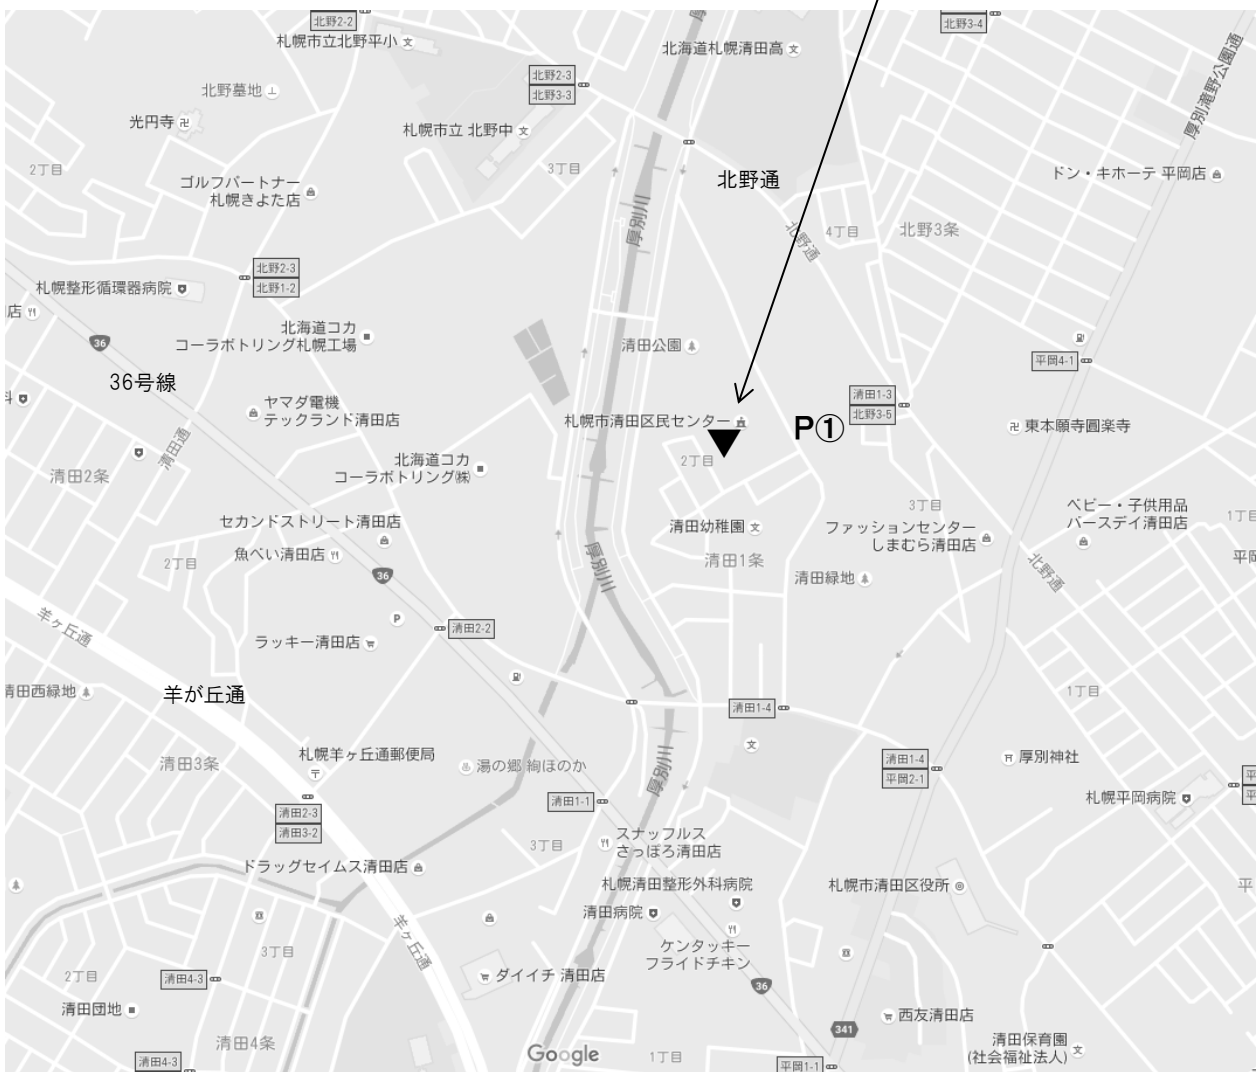 北野2-2
札幌市立北野平小
北海道札幌清田高
北野3-4
厚別滝野公園通
北野2-3
北野3-3
北野墓地
光円寺
札幌市立 北野中
2丁目
3丁目
北野通
ドン・キホーテ 平岡店
ゴルフパートナー
札幌きよた店
厚別川
北野通
4丁目
北野3条
北野2-3
北野1-2
札幌整形循環器病院
店
36
北海道コカ
コーラボトリング札幌工場
清田公園
平岡4-1
36号線
科
ヤマダ電機
テックランド清田店
清田1-3
北野3-5
札幌市清田区民センター
P①
東本願寺圓楽寺
清田通
清田2条
北海道コカ
コーラボトリング㈱
2丁目
セカンドストリート清田店
清田幼稚園
3丁目
ファッションセンター
しまむら清田店
ベビー・子供用品
バースデイ清田店
1丁目
魚べい清田店
2丁目
36
厚別川
清田1条
清田緑地
北野通
平岡
羊ヶ丘通
P
清田2-2
ラッキー清田店
清田西緑地
羊が丘通
1丁目
清田1-4
清田3条
札幌羊ヶ丘通郵便局
湯の郷 絢ほのか
厚別川
清田1-4
平岡2-1
厚別神社
平
平
清田2-3
清田3-2
清田1-1
札幌平岡病院
スナッフルス
さっぽろ清田店
3丁目
ドラッグセイムス清田店
札幌清田整形外科病院
札幌市清田区役所
平
清田病院
羊ヶ丘通
3丁目
ケンタッキー
フライドチキン
2丁目
清田4-3
ダイイチ 清田店
36
清田団地
西友清田店
341
清田4条
清田保育園
(社会福祉法人)
清田4-3
Google
1丁目
平岡1-1